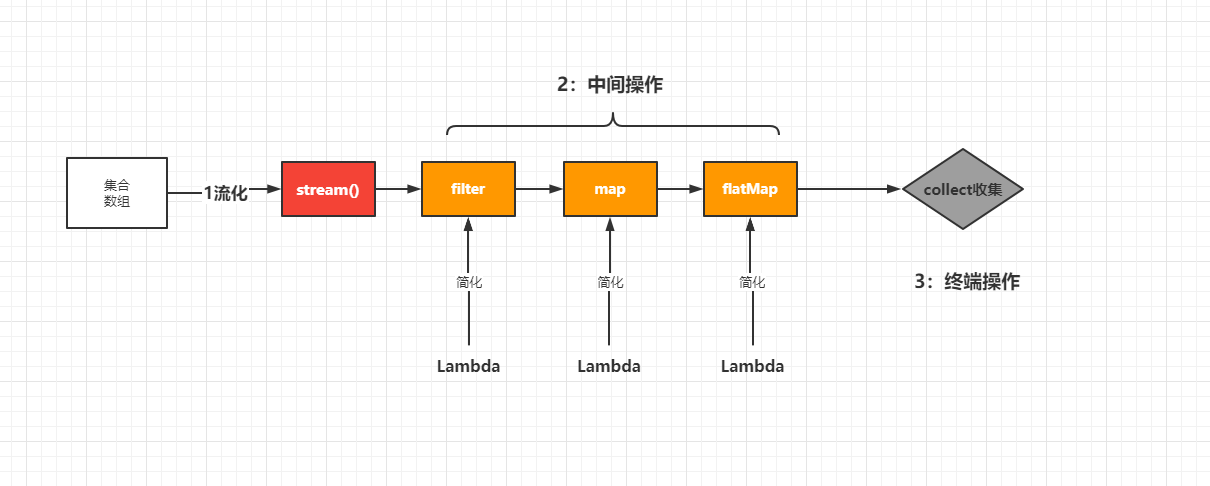 2：中间操作
集合
数组
1流化
stream()
filter
map
flatMap
collect收集
简化
简化
简化
3：终端操作
Lambda
Lambda
Lambda